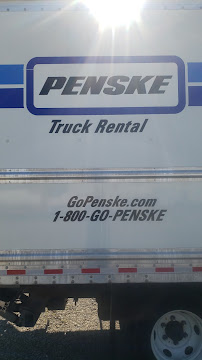 PENSKE
Truck Rental
GoPenske.com
1-800-GO-PENSKE